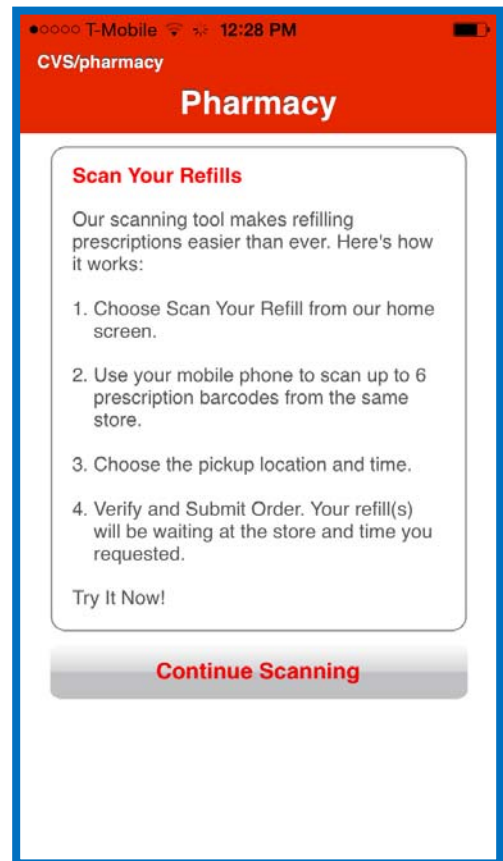 T-Mobile 12:28 PM
CVS/pharmacy
Pharmacy
Scan Your Refills
Our scanning tool makes refilling
prescriptions easier than ever. Here's how
it works:
1. Choose Scan Your Refill from our home
screen.
2. Use your mobile phone to scan up to 6
prescription barcodes from the same
store.
3. Choose the pickup location and time.
4. Verify and Submit Order. Your refill(s)
will be waiting at the store and time you
requested.
Try It Now!
Continue Scanning